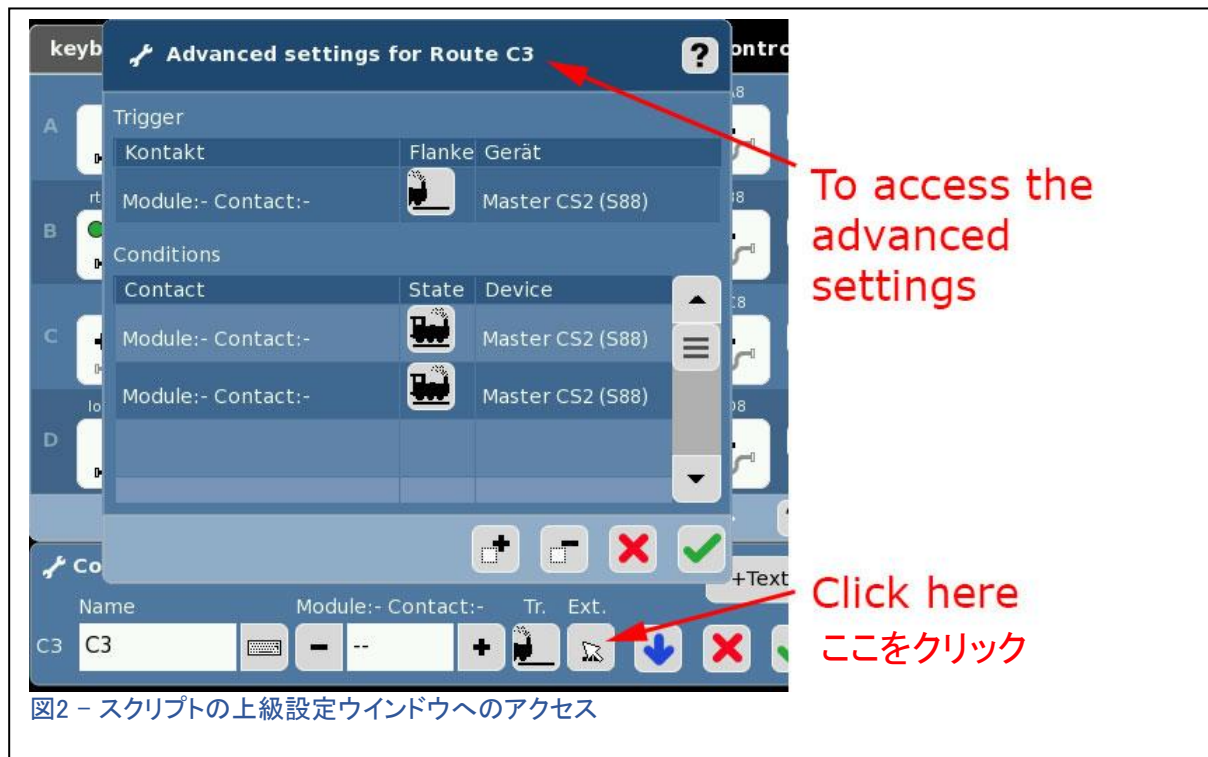 keyb
Advanced settings for Route C3
?
ontro
Trigger
A8
A
Kontakt Flanke Gerät
Module:- Contact:- Master CS2 (S88)
rt
B
Conditions
Contact State Device
C
Module:- Contact:- Master CS2 (S88)
Module:- Contact:- Master CS2 (S88)
lo
D
To access the
advanced
settings
Co
+Text
Name Module:- Contact:- Tr. Ext.
C3 C3 --
Click here
ここをクリック
図2 – スクリプトの上級設定ウインドウへのアクセス